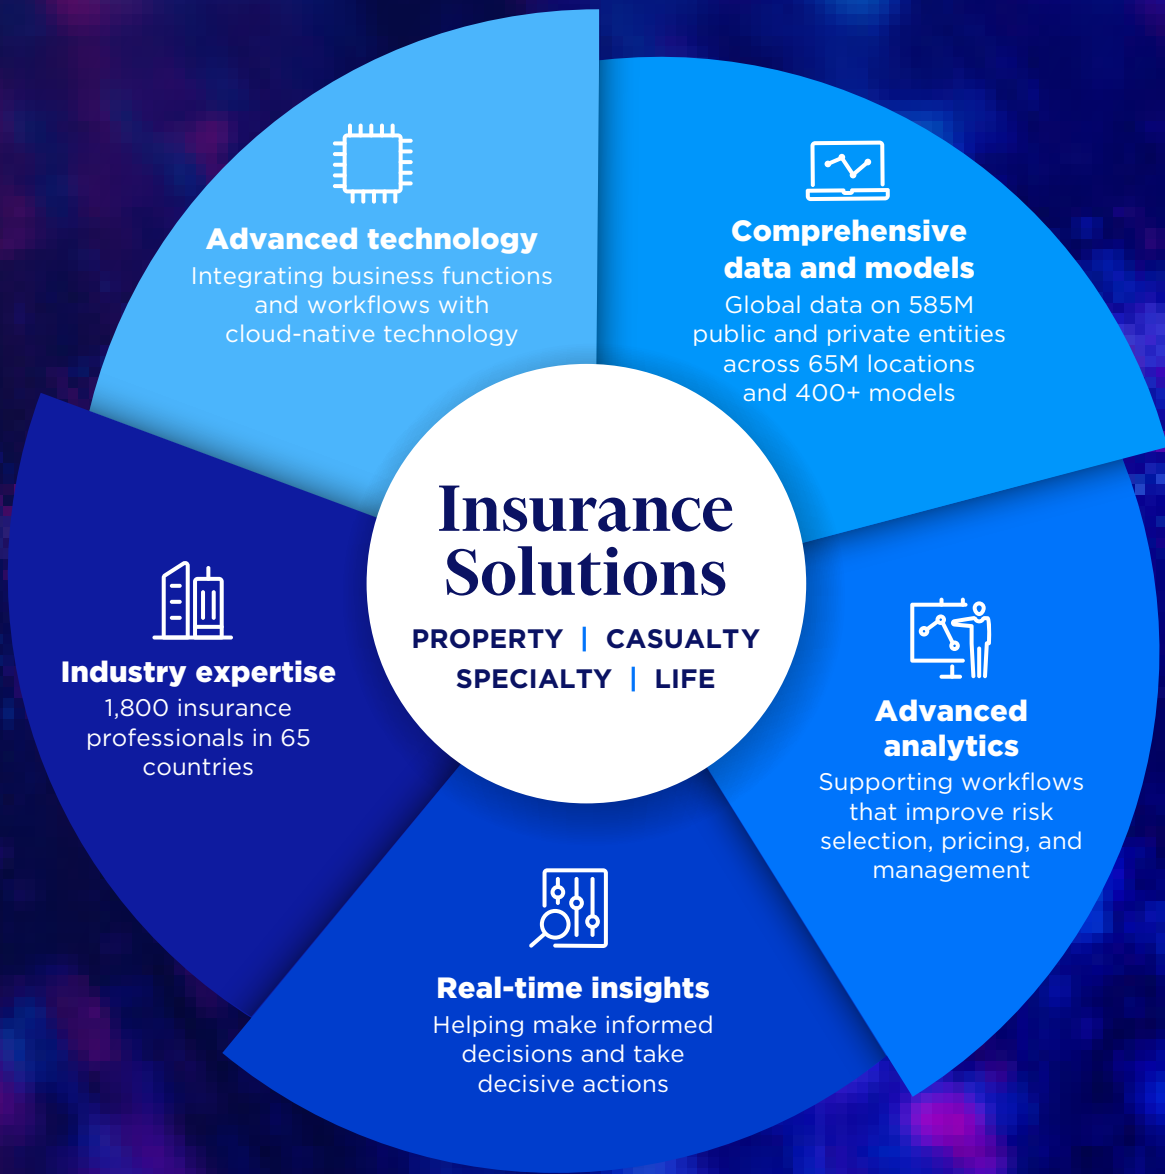 Advanced technology
Integrating business functions
and workflows with
cloud-native technology
Comprehensive
data and models
Global data on 585M
public and private entities
across 65M locations
and 400+ models
Insurance
Solutions
PROPERTY | CASUALTY
SPECIALTY | LIFE
Industry expertise
1,800 insurance
professionals in 65
countries
Advanced
analytics
Supporting workflows
that improve risk
selection, pricing, and
management
Real-time insights
Helping make informed
decisions and take
decisive actions